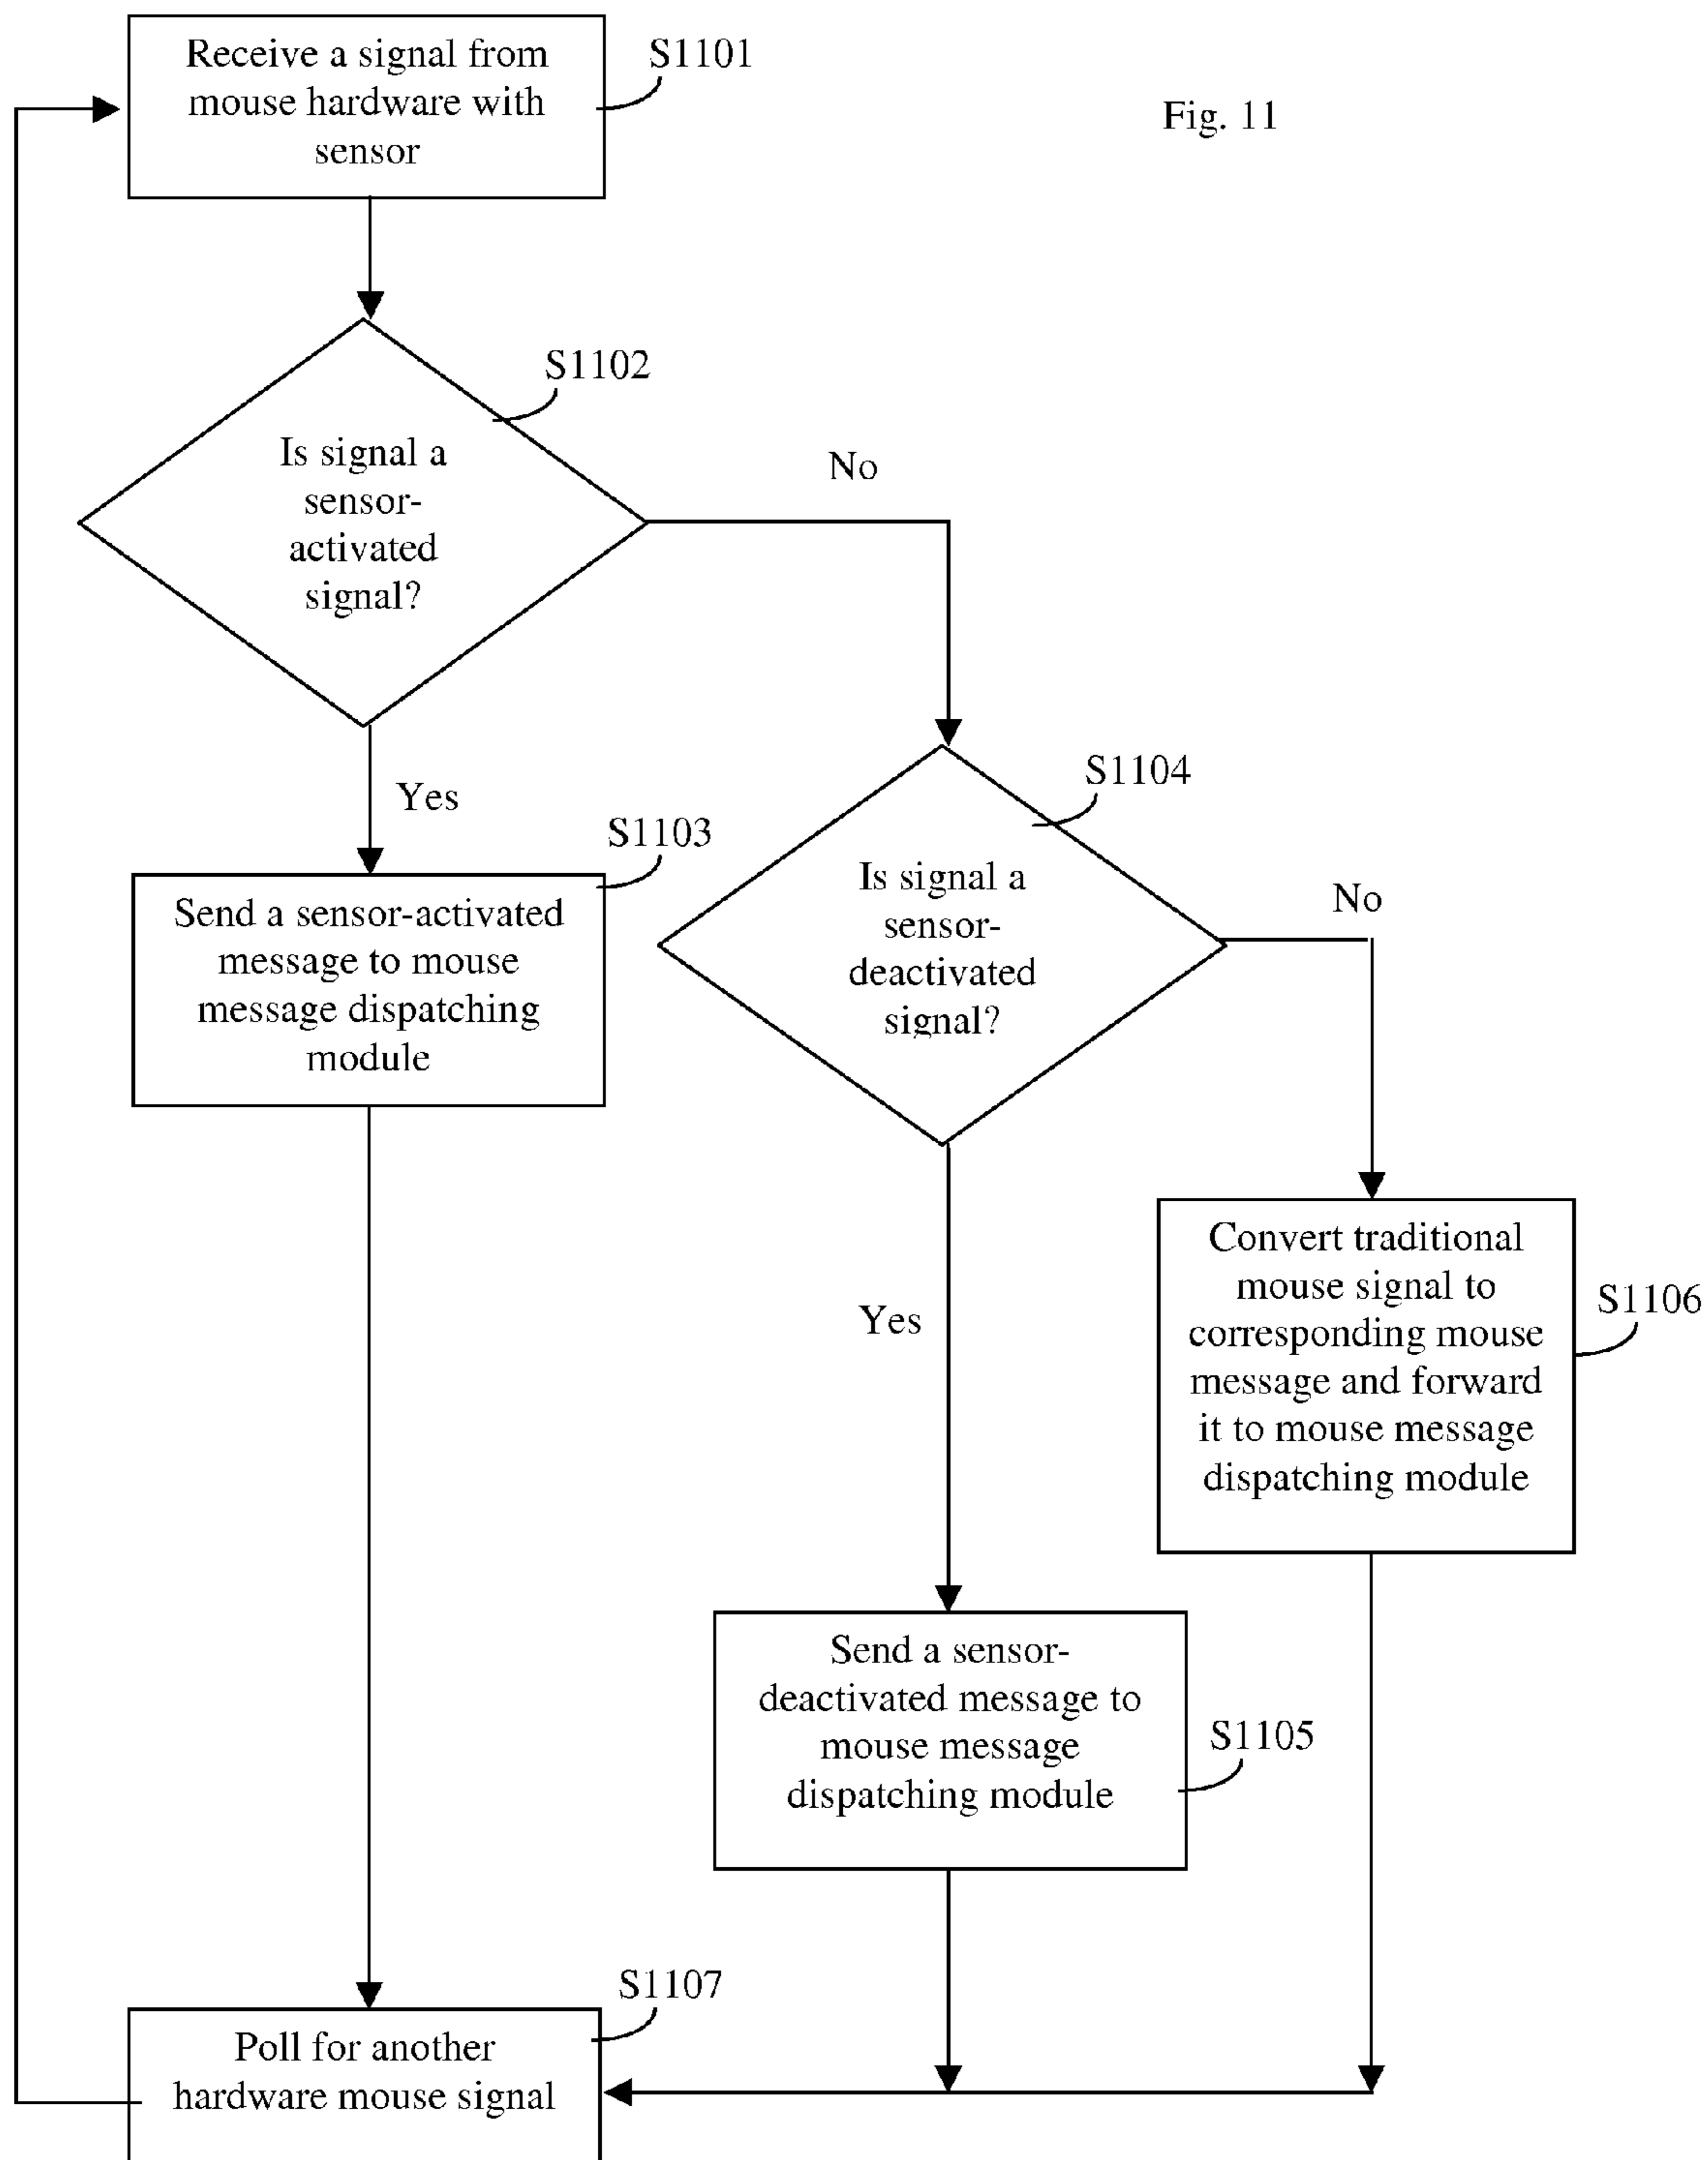 Receive a signal from
mouse hardware with
sensor
S1101
Fig. 11
S1102
Is signal a
sensor-
activated
signal?
No
Yes
S1103
Send a sensor-activated
message to mouse
message dispatching
module
S1104
Is signal a
sensor-
deactivated
signal?
No
Yes
Convert traditional
mouse signal to
corresponding mouse
message and forward
it to mouse message
dispatching module
S1106
Send a sensor-
deactivated message to
mouse message
dispatching module
S1105
S1107
Poll for another
hardware mouse signal